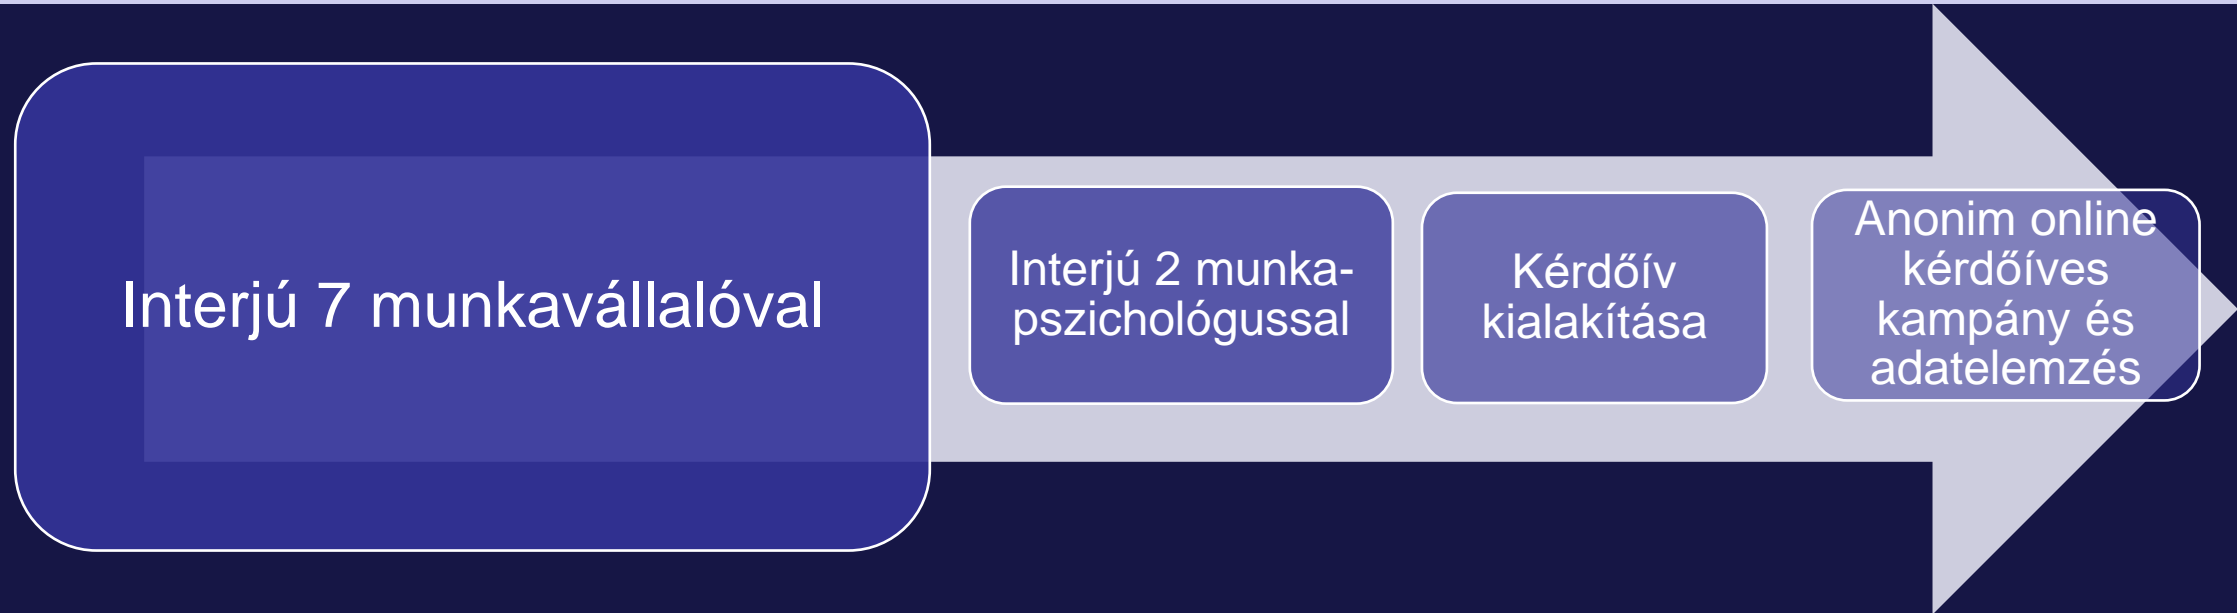 Interjú 7 munkavállalóval
Interjú 2 munka-
pszichológussal
Kérdőív
kialakítása
Anonim online
kérdőíves
kampány és
adatelemzés